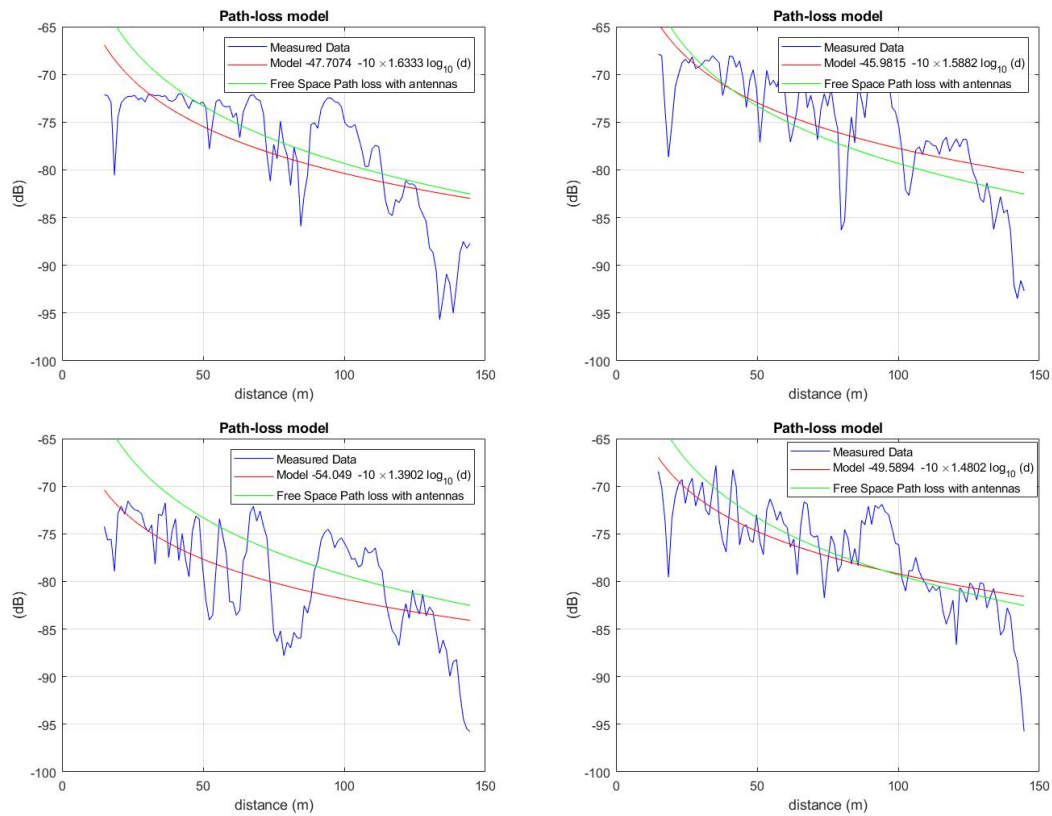 Path-loss model
Measured Data
Model -47.7074 -10 ×1.6333 log10 (d)
Free Space Path loss with antennas
-65
-70
-75
-80
-85
-90
-95
-100
(dB)
0 50 100 150
distance (m)
Path-loss model
Measured Data
Model -45.9815 -10 ×1.5882 log10 (d)
Free Space Path loss with antennas
-65
-70
-75
-80
-85
-90
-95
-100
(dB)
0 50 100 150
distance (m)
Path-loss model
Measured Data
Model -54.049 -10 ×1.3902 log10 (d)
Free Space Path loss with antennas
-65
-70
-75
-80
-85
-90
-95
-100
(dB)
0 50 100 150
distance (m)
Path-loss model
Measured Data
Model -49.5894 -10 ×1.4802 log10 (d)
Free Space Path loss with antennas
-65
-70
-75
-80
-85
-90
-95
-100
(dB)
0 50 100 150
distance (m)